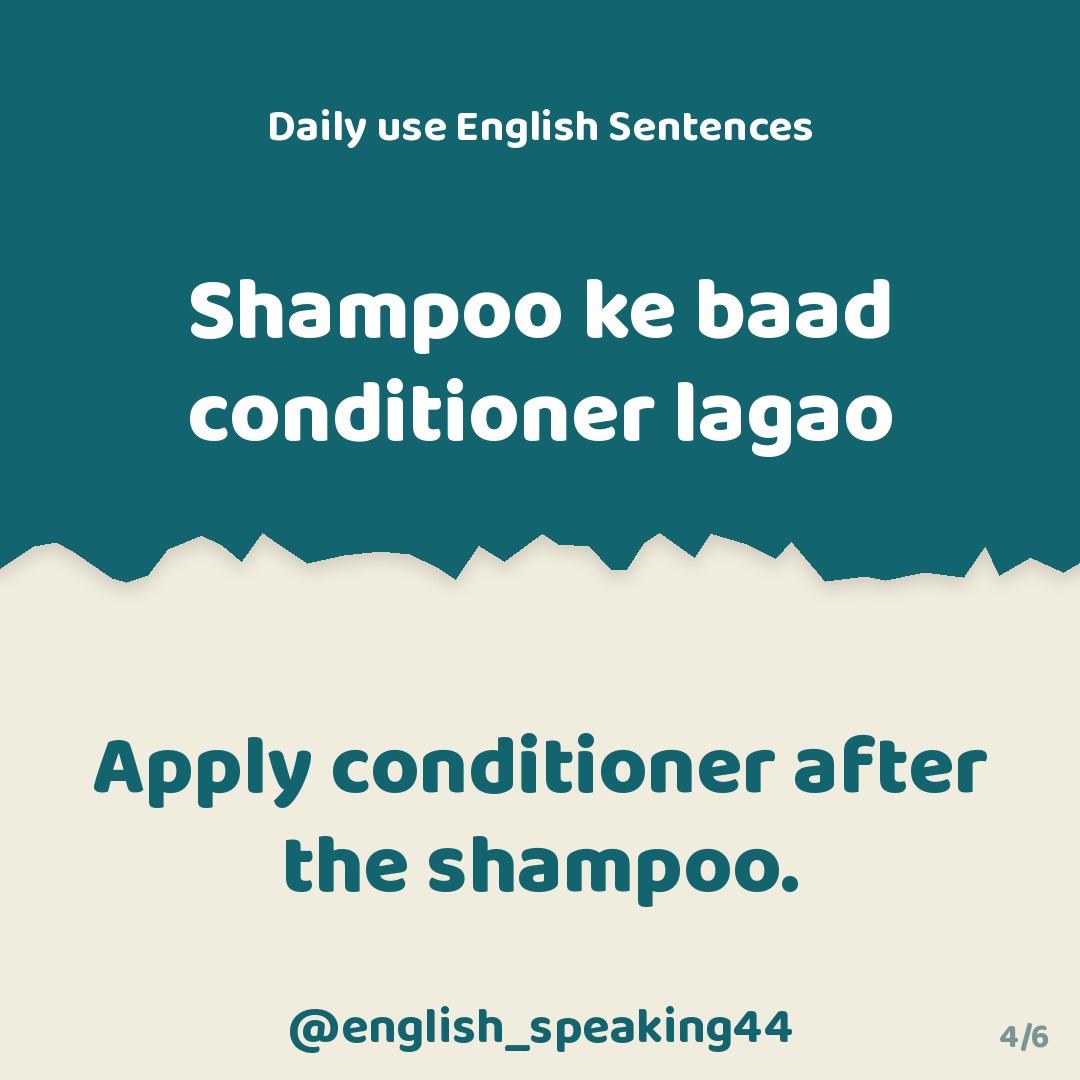 Daily use English Sentences
Shampoo ke baad
conditioner lagao
Apply conditioner after
the shampoo.
@english_speaking44
4/6